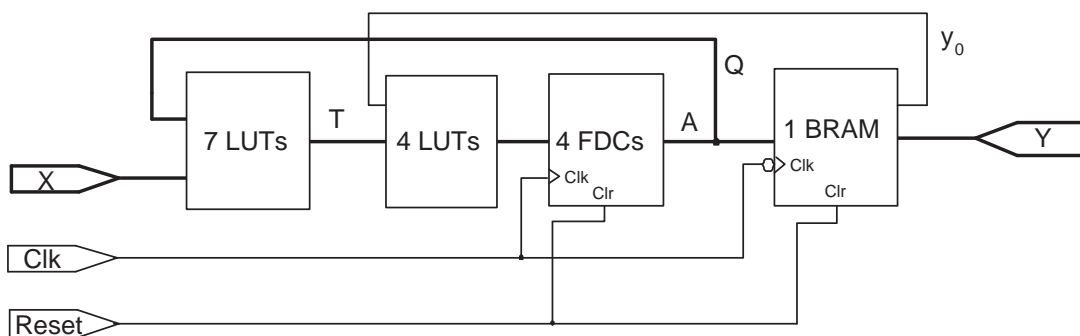 y0
Q
T
A
7 LUTs
4 LUTs
4 FDCs
1 BRAM
Y
X
Clk
Clk
Clr
Clr
Clk
Reset